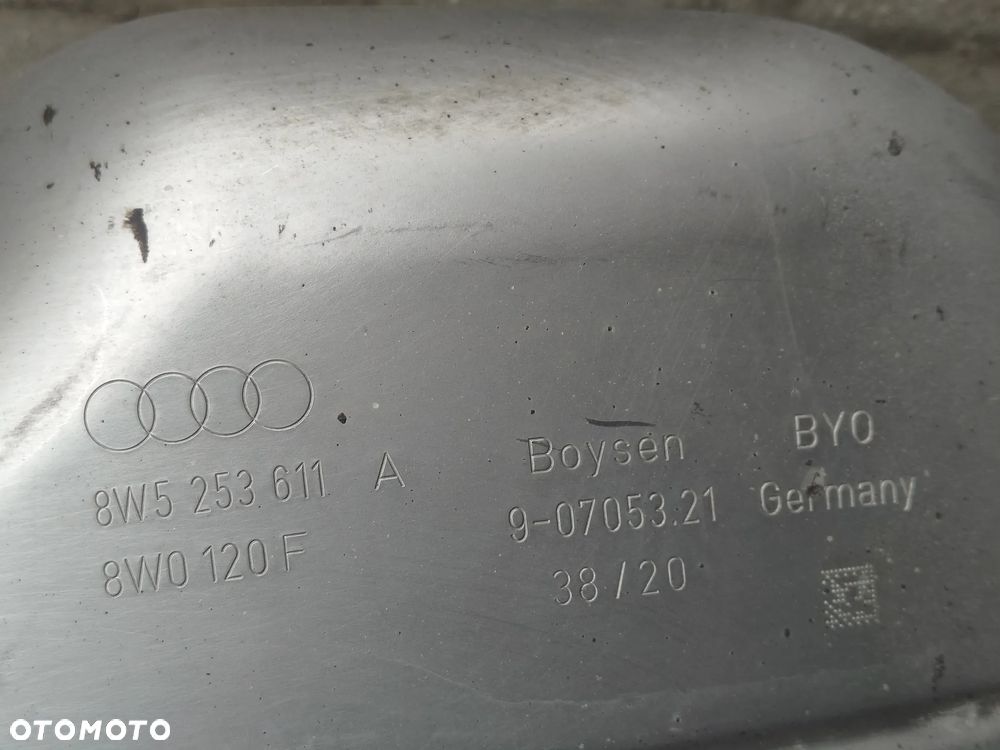 8W5 253 611 A
8W0 120 F
Boysen BYO
9-07053.21 Germany
38/20
OTOMOTO